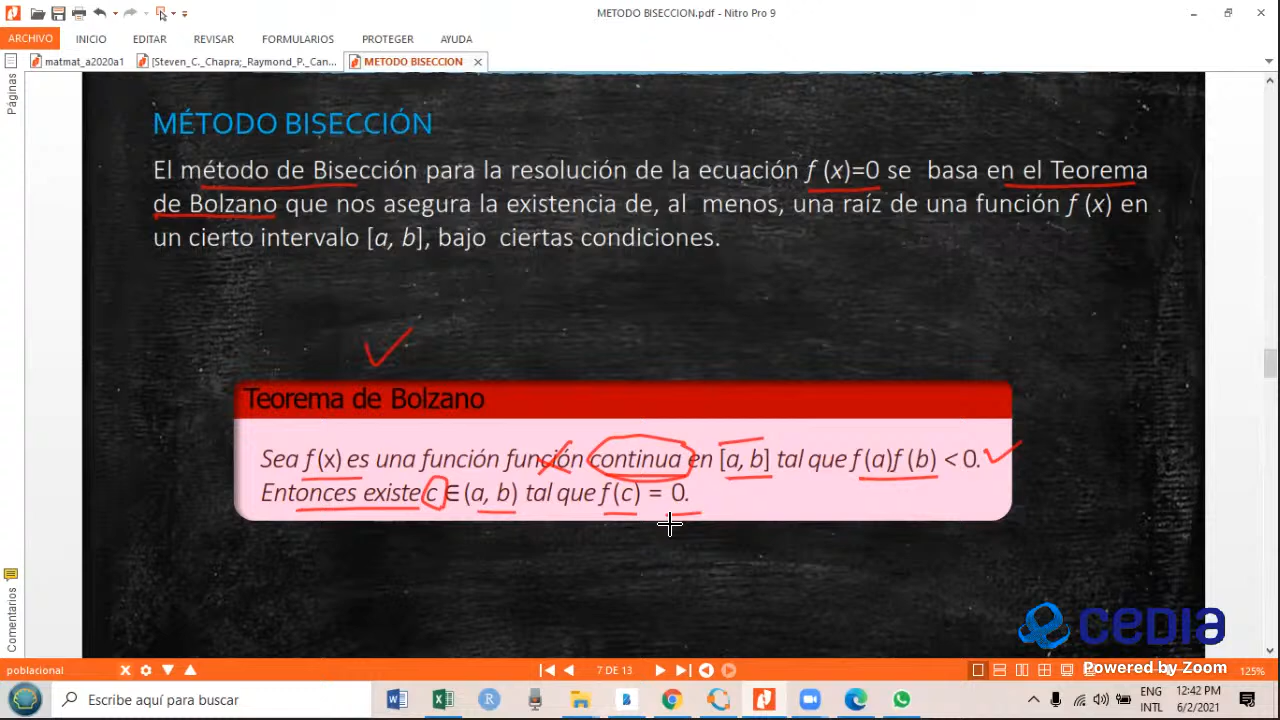 METODO BISECCION.pdf - Nitro Pro 9
ARCHIVO INICIO EDITAR REVISAR FORMULARIOS PROTEGER AYUDA
matmat_a2020a1 [Steven_C._Chapra;_Raymond_P._Can... METODO BISECCION
Páginas
MÉTODO BISECCIÓN
El método de Bisección para la resolución de la ecuación f (x)=0 se basa en el Teorema
de Bolzano que nos asegura la existencia de, al menos, una raíz de una función f (x) en
un cierto intervalo [a, b], bajo ciertas condiciones.
Teorema de Bolzano
Sea f(x) es una función función continua en [a, b] tal que f(a)f (b) < 0.
Entonces existe c ∈ (a, b) tal que f(c) = 0.
Comentarios
cedia
Powered by Zoom
poblacional 7 DE 13 125%
Escribe aquí para buscar
ENG 12:42 PM
INTL 6/2/2021